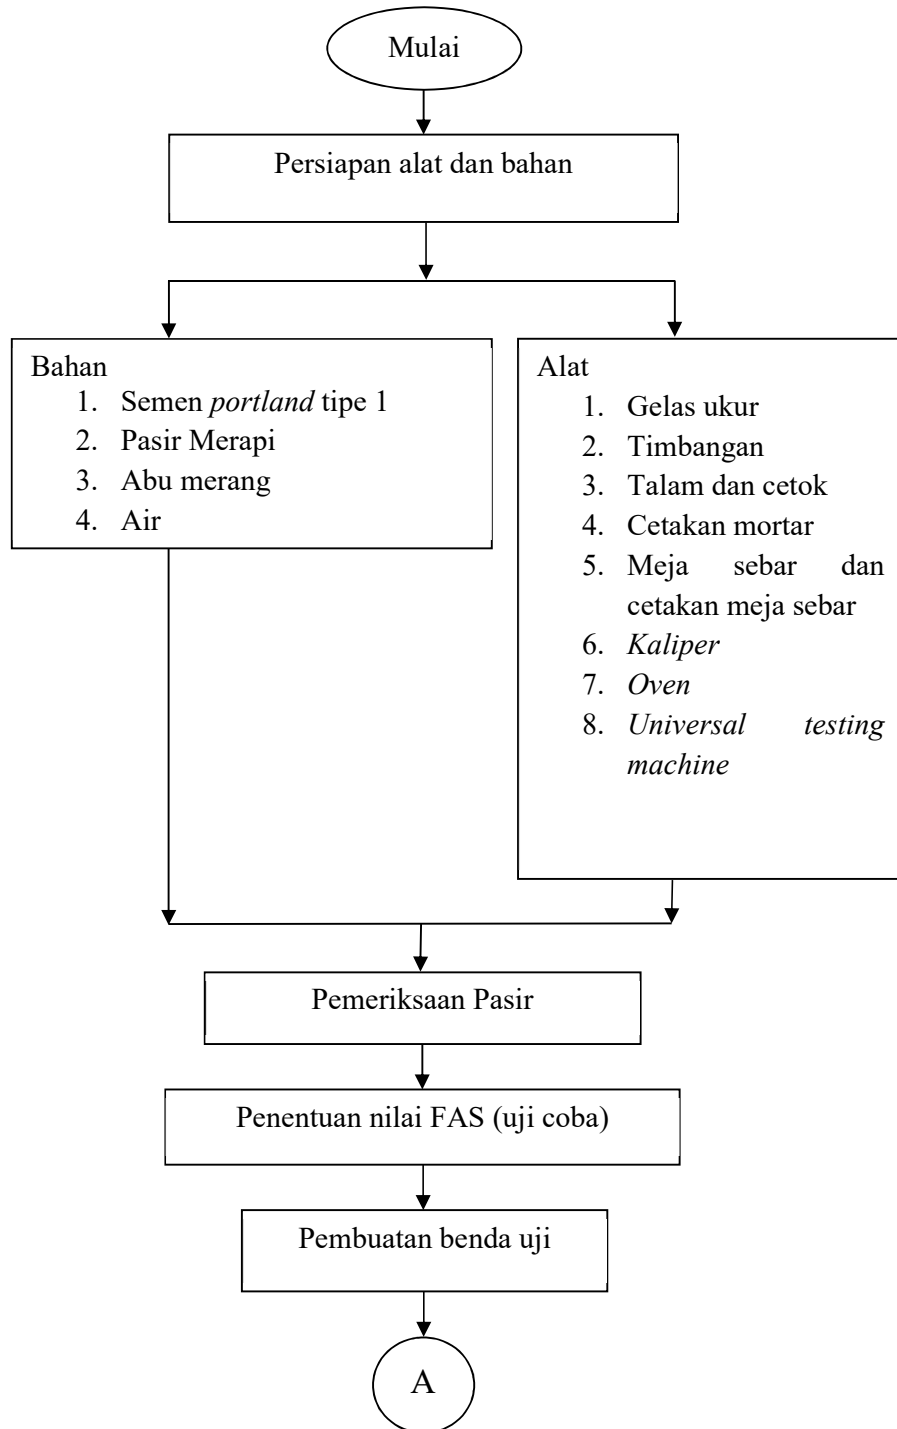 Mulai
Persiapan alat dan bahan
Bahan
1. Semen portland tipe 1
2. Pasir Merapi
3. Abu merang
4. Air
Alat
1. Gelas ukur
2. Timbangan
3. Talam dan cetok
4. Cetakan mortar
5. Meja sebar dan
cetakan meja sebar
6. Kaliper
7. Oven
8. Universal testing
machine
Pemeriksaan Pasir
Penentuan nilai FAS (uji coba)
Pembuatan benda uji
A